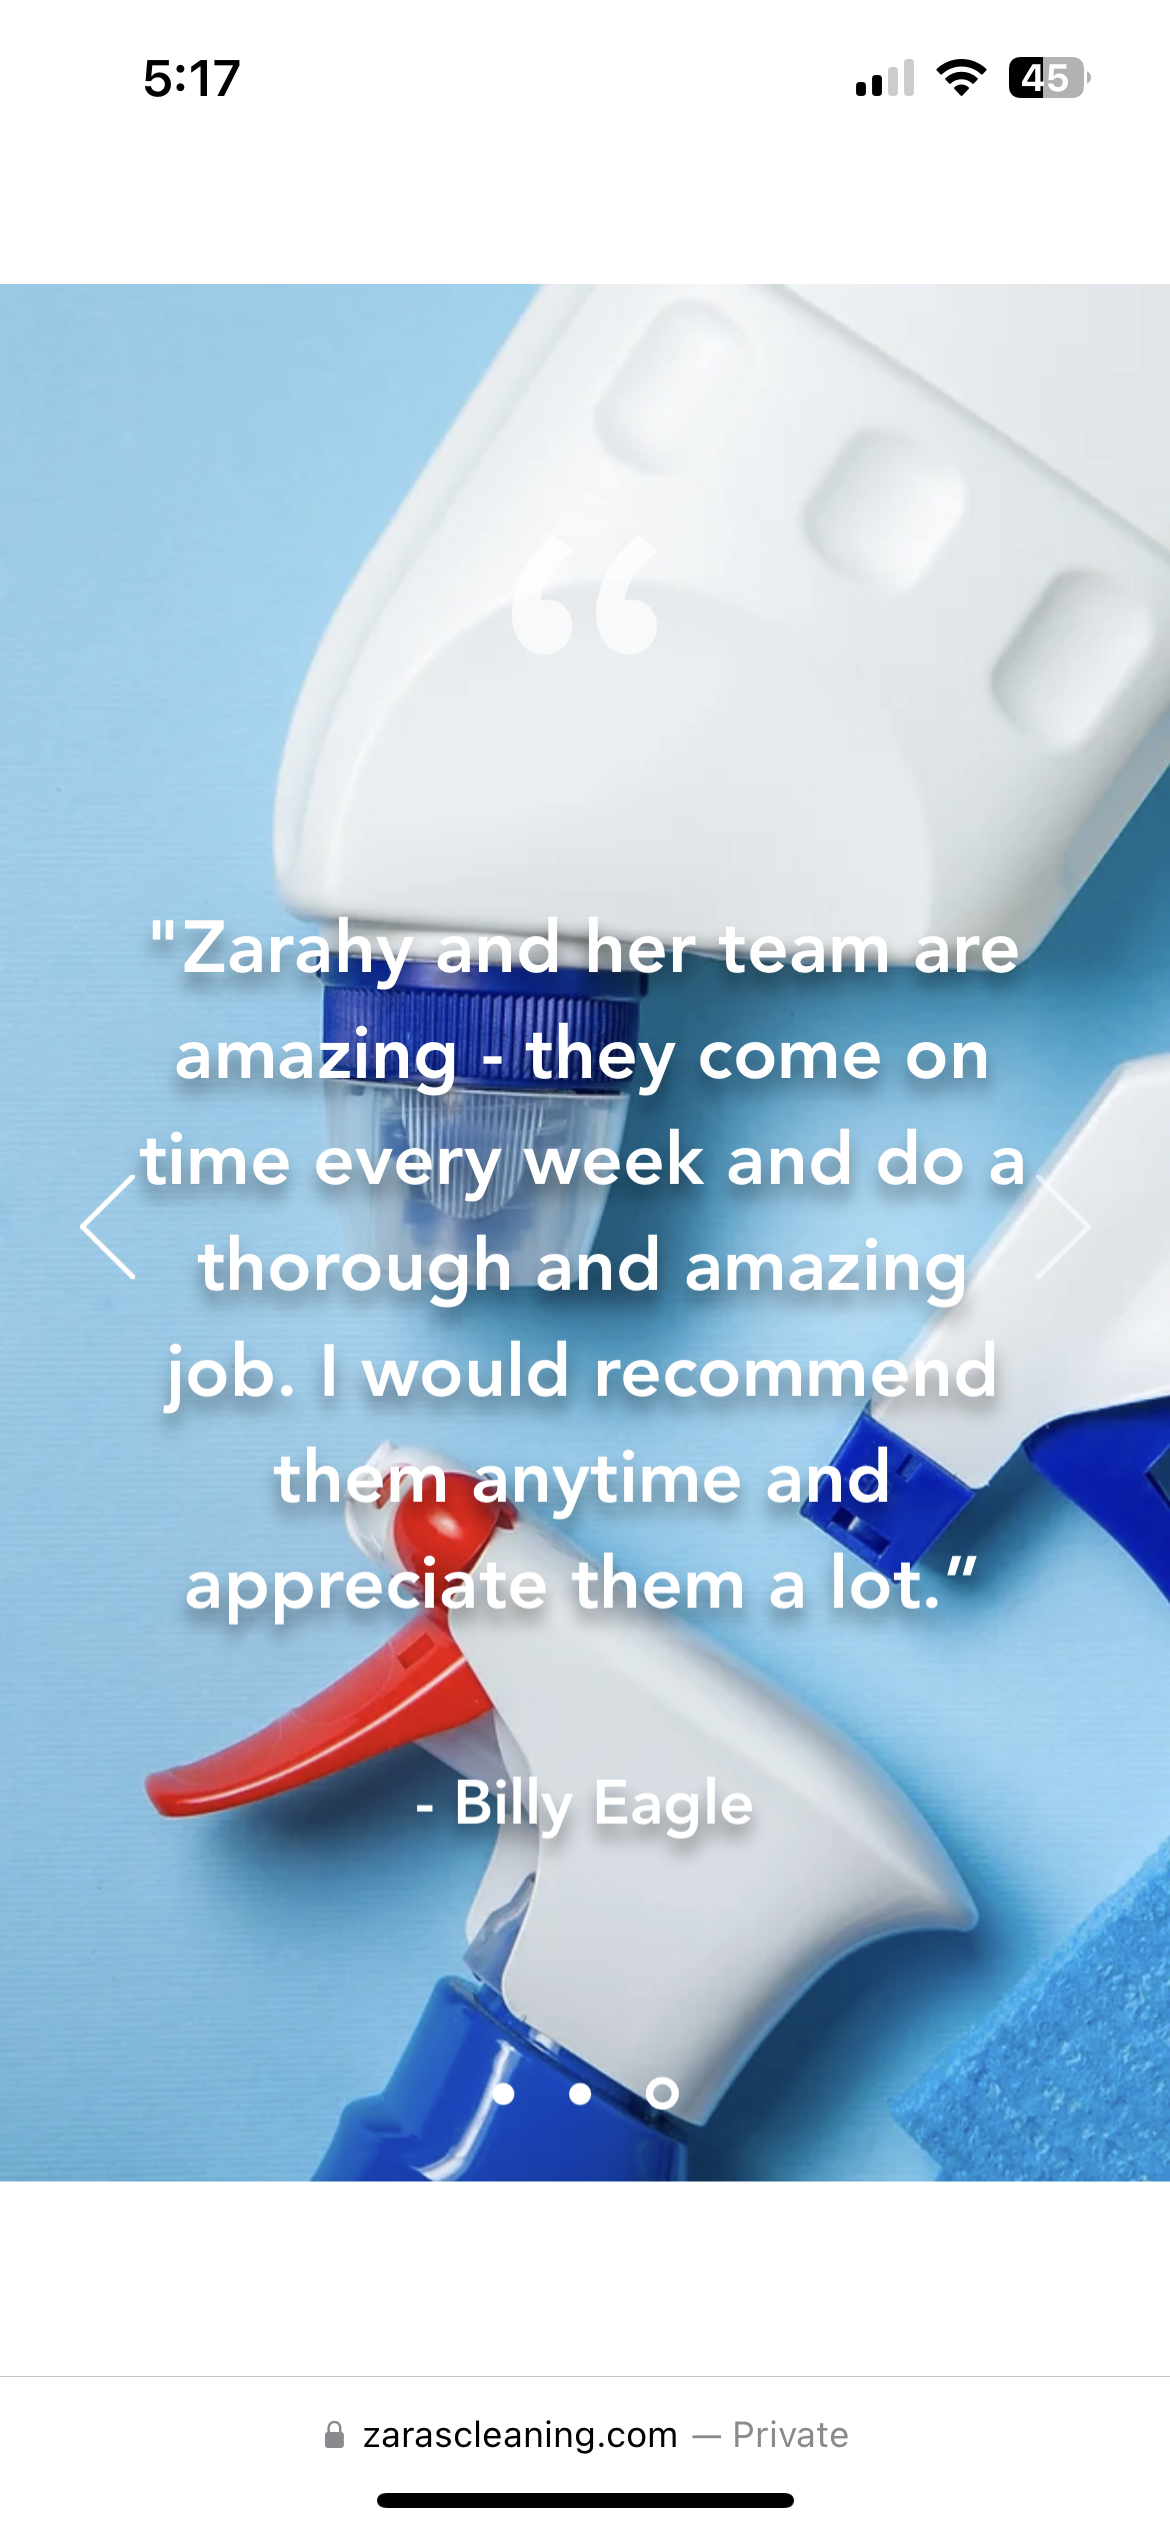 5:17
45
“
"Zarahy and her team are
amazing - they come on
time every week and do a
thorough and amazing
job. I would recommend
them anytime and
appreciate them a lot.”
- Billy Eagle
zarascleaning.com — Private